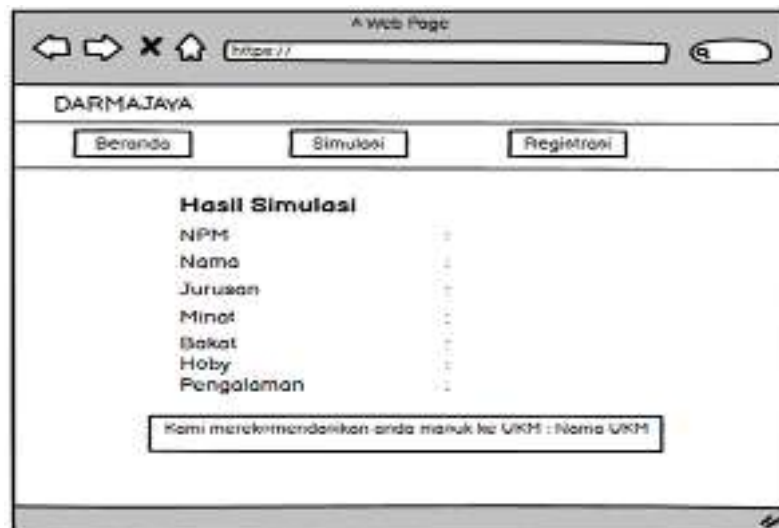 A Web Page
https://
DARMAJAYA
Beranda Simulasi Registrasi
Hasil Simulasi
NPM :
Nama :
Jurusan :
Minat :
Bakat :
Hoby :
Pengalaman :
Kami merekomendasikan anda masuk ke UKM : Nama UKM